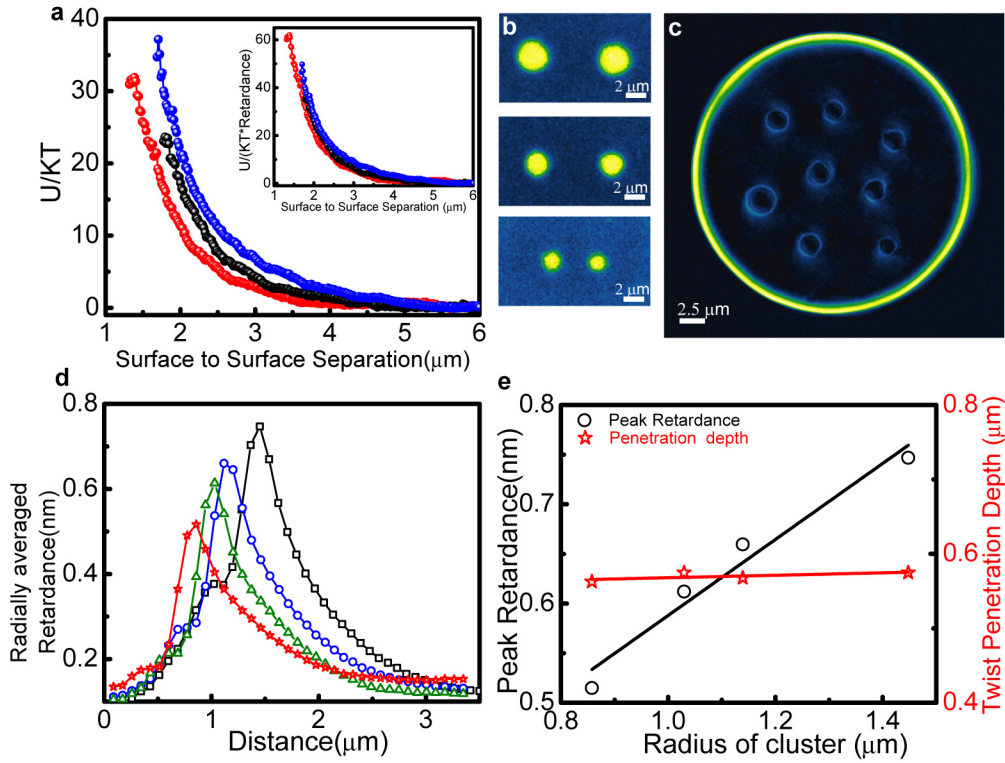 a
U/KT
40
30
20
10
0
1 2 3 4 5 6
Surface to Surface Separation(μm)
U/(KT*Retardance)
60
40
20
0
1 2 3 4 5 6
Surface to Surface Separation (μm)
b
2 μm
2 μm
2 μm
c
2.5 μm
d
Radially averaged
Retardance(nm)
0.8
0.6
0.4
0.2
0 1 2 3
Distance(μm)
e
Peak Retardance(nm)
0.8
0.7
0.6
0.5
Peak Retardance
Penetration depth
0.8 1.0 1.2 1.4
Radius of cluster (μm)
0.8
0.6
0.4
Twist Penetration Depth (μm)